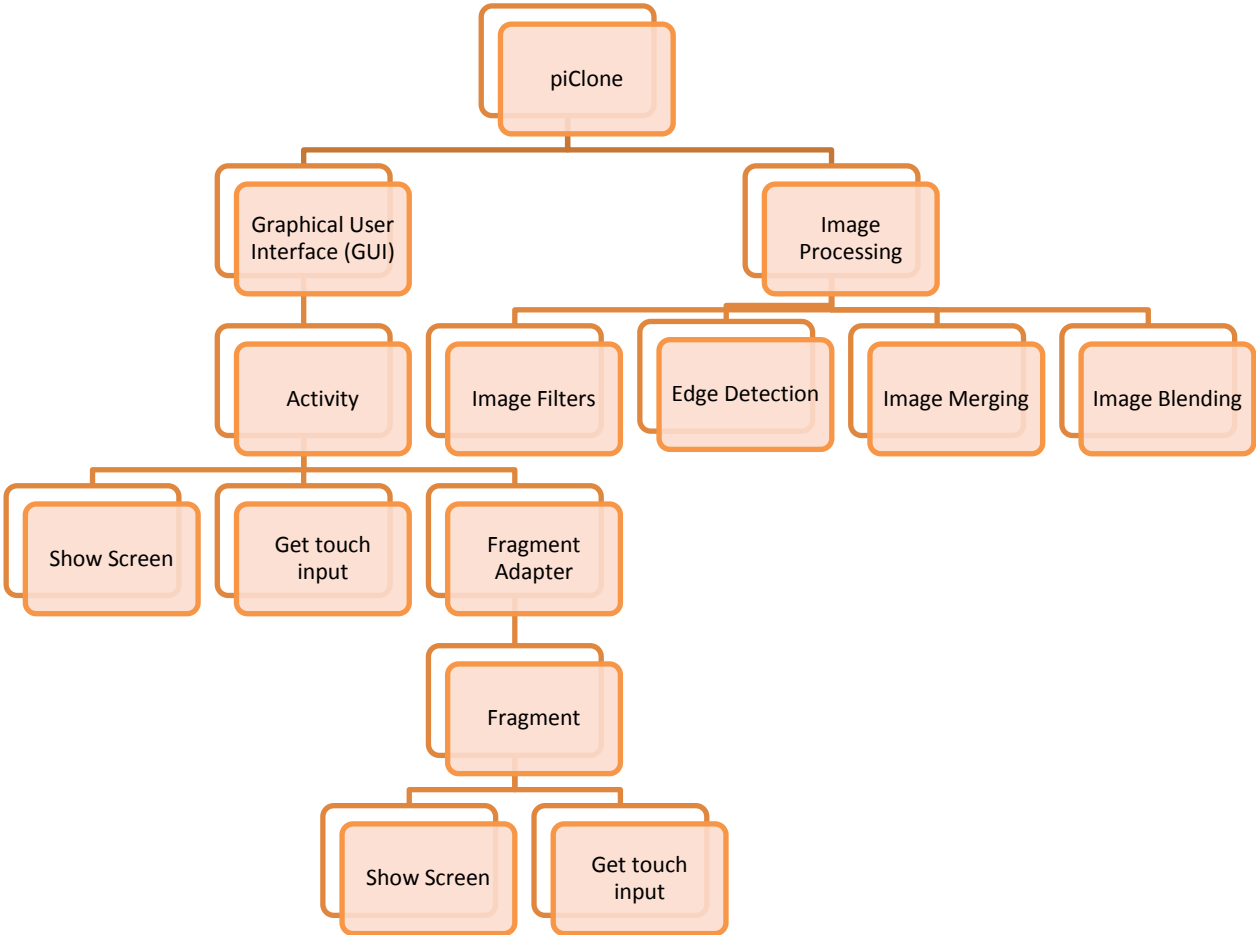 piClone
Graphical User
Interface (GUI)
Image
Processing
Activity
Image Filters
Edge Detection
Image Merging
Image Blending
Show Screen
Get touch
input
Fragment
Adapter
Fragment
Show Screen
Get touch
input